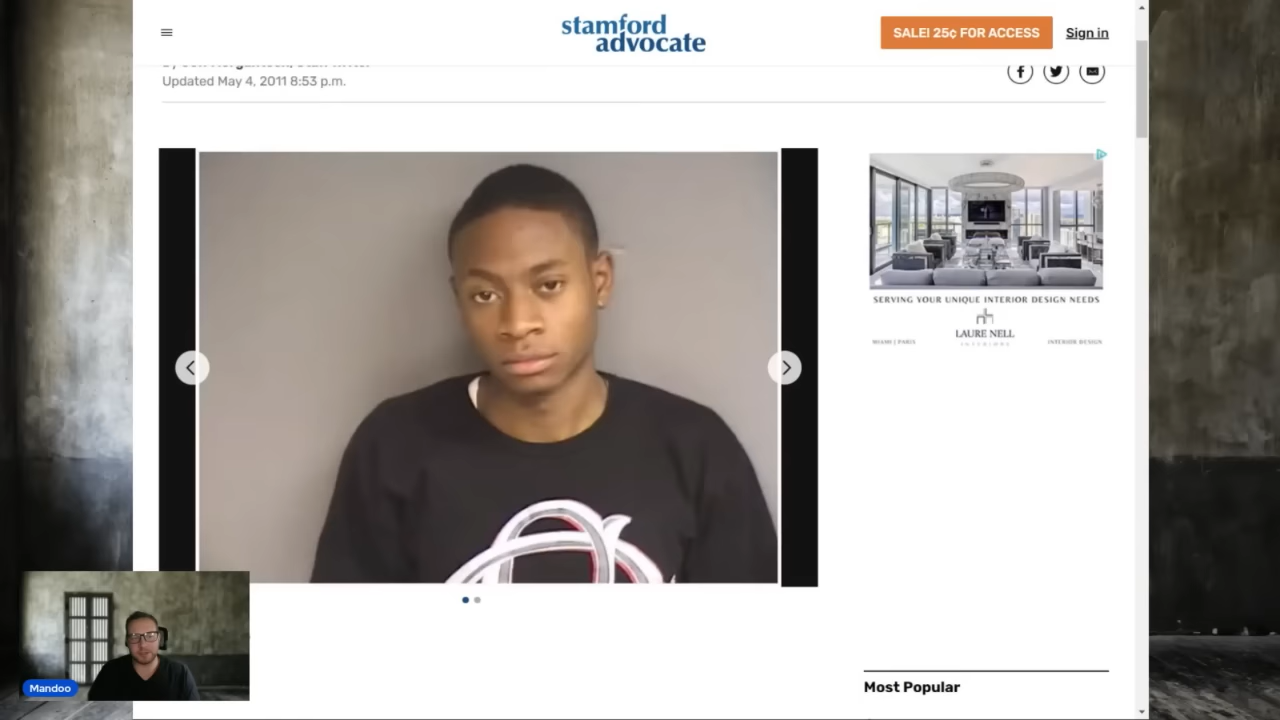 stamford
advocate
SALE! 25¢ FOR ACCESS
Sign in
Updated May 4, 2011 8:53 p.m.
SERVING YOUR UNIQUE INTERIOR DESIGN NEEDS
LAURE NELL
INTERIORS
MIAMI | PARIS
INTERIOR DESIGN
Mandoo
Most Popular